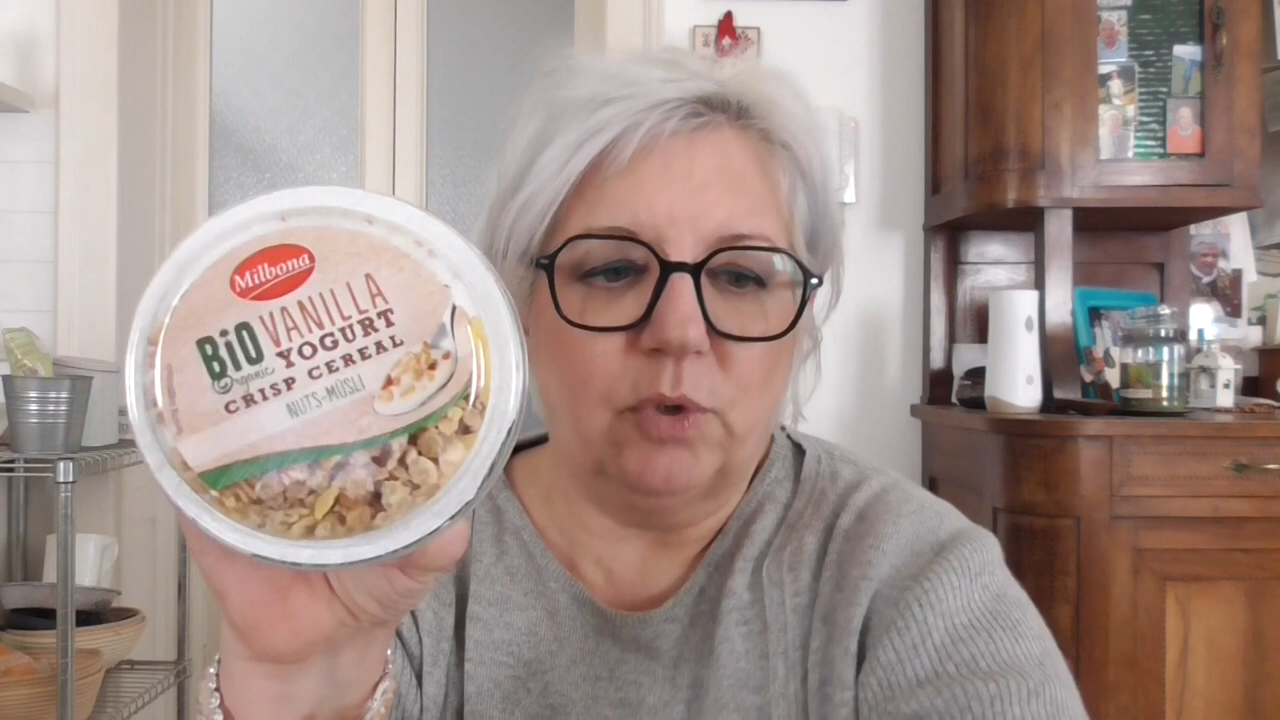 Milbona
BiO VANILLA
Organic YOGURT
CRISP CEREAL
NUTS-MÜSLI